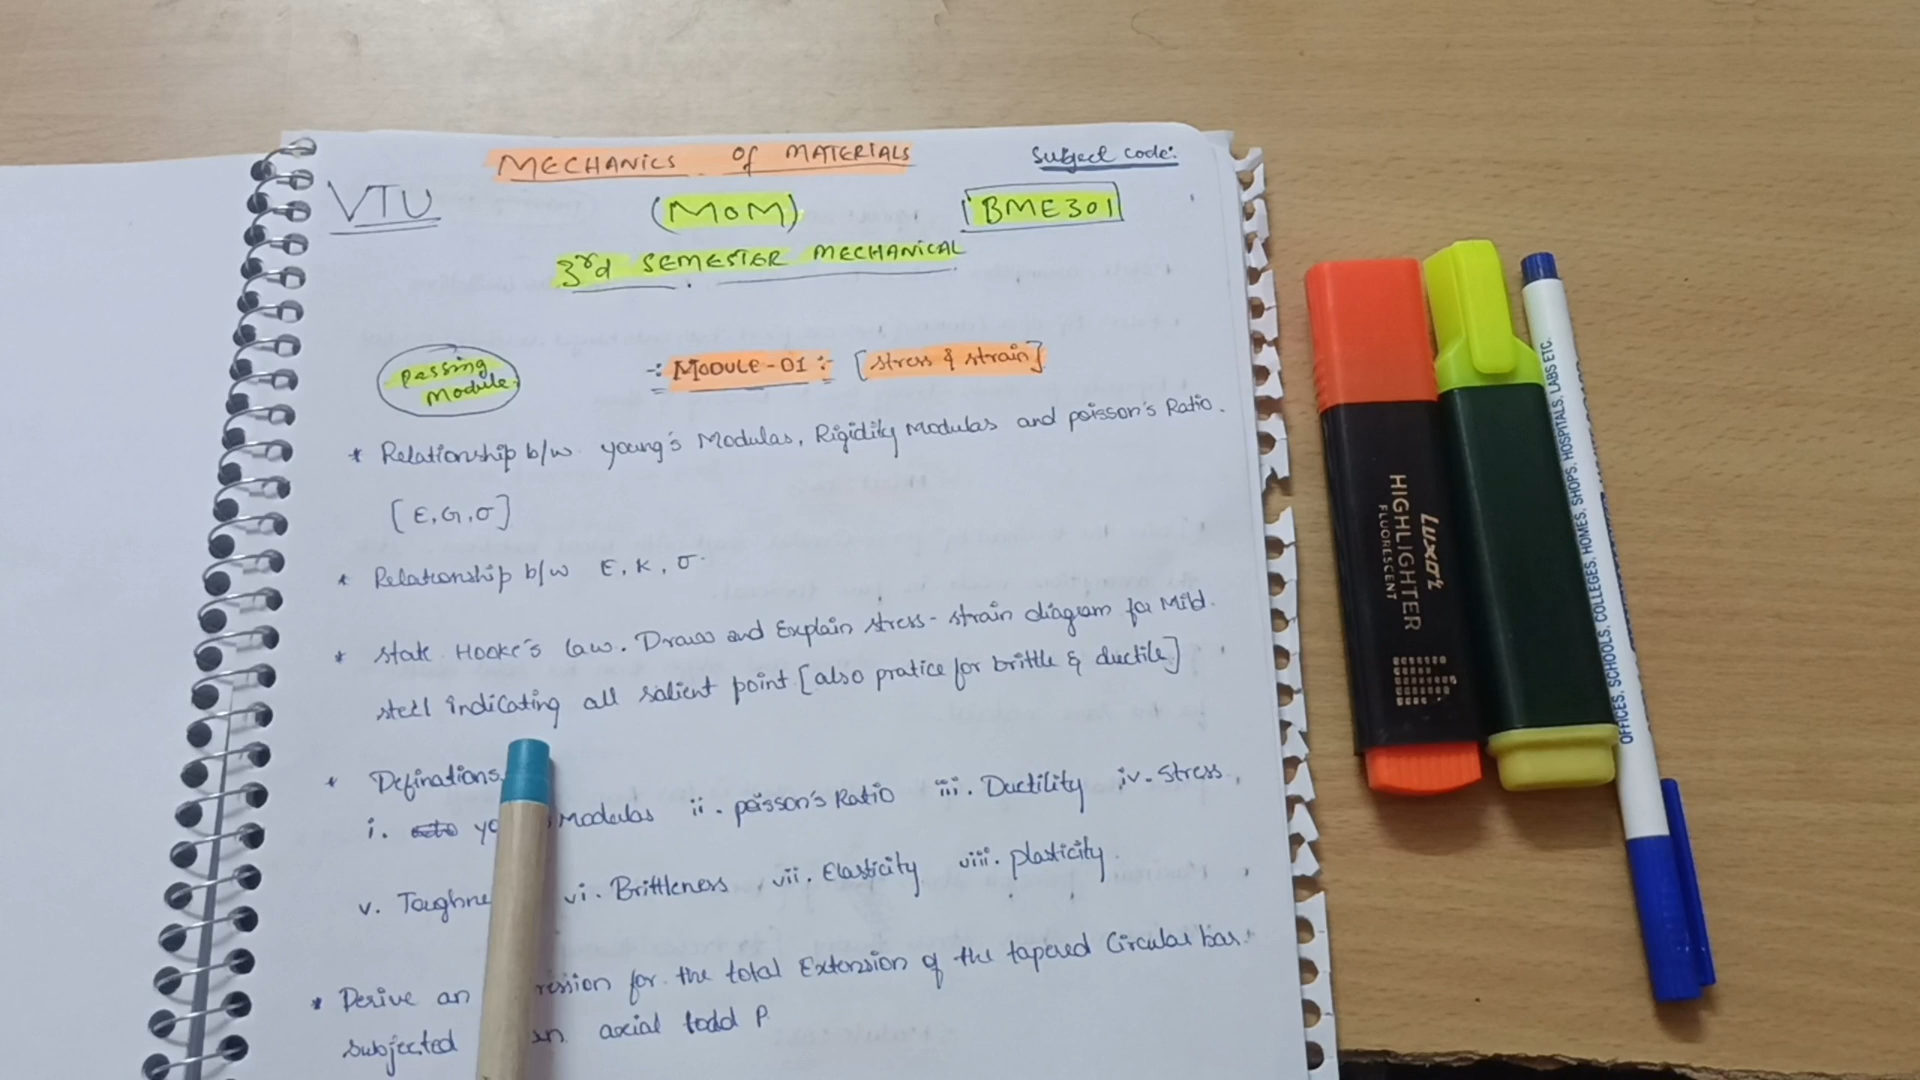 MECHANICS Of MATERIALS
Subject code:
VTU
(MOM)
BME301
3rd SEMESTER MECHANICAL
Passing Module.
-: MODULE-01 :- [stress & strain]
* Relationship b/w young's Modulas, Rigidity Modulas and poisson's Ratio.
[E, G, σ]
* Relationship b/w E, K, σ.
* state Hooke's law. Draw and Explain stress-strain diagram for Mild.
steel indicating all salient point [also pratice for brittle & ductile]
* Definations
i. Modulas ii. poisson's Ratio iii. Ductility iv. Stress,
v. vi. Brittleness vii. Elasticity viii. plasticity.
* Derive an for the total Extension of the tapered Circular bar.
subjected axial P
Luxor
HIGHLIGHTER
FLUORESCENT
OFFICES, SCHOOLS, COLLEGES, HOMES, SHOPS, HOSPITALS, LABS ETC.